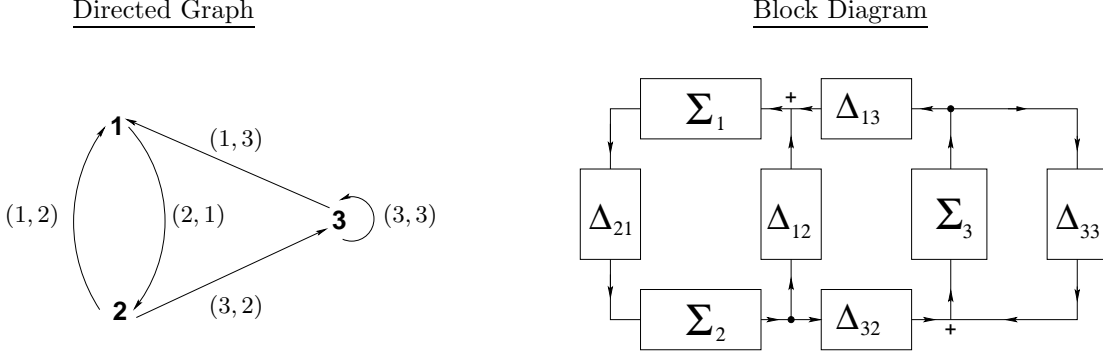 Directed Graph
Block Diagram
1
(1, 3)
(1, 2)
(2, 1)
3
(3, 3)
2
(3, 2)
Σ₁
+
Δ₁₃
Δ₂₁
Δ₁₂
Σ₃
Δ₃₃
Σ₂
Δ₃₂
+